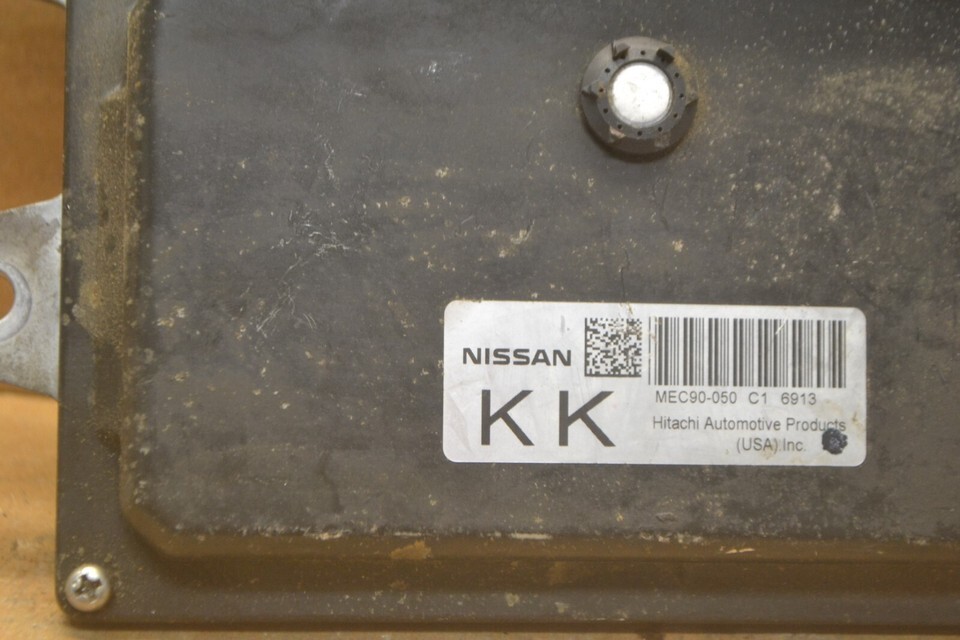 NISSAN
KK
MEC90-050 C1 6913
Hitachi Automotive Products
(USA) Inc.